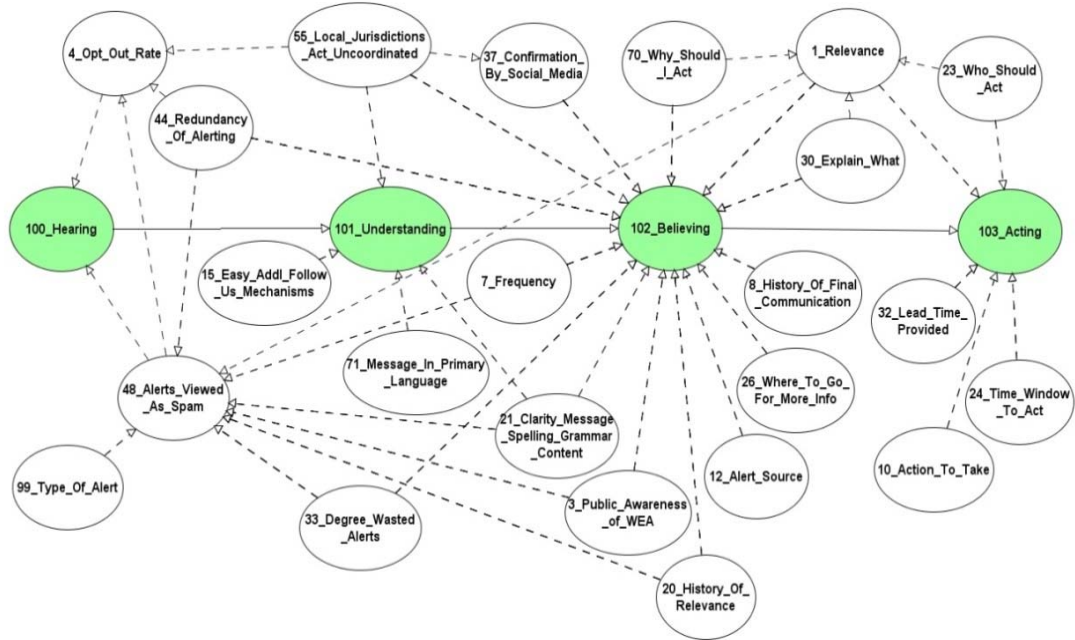 4_Opt_Out_Rate
55_Local_Jurisdictions
_Act_Uncoordinated
37_Confirmation_
By_Social_Media
70_Why_Should
_I_Act
1_Relevance
23_Who_Should
_Act
44_Redundancy
_Of_Alerting
30_Explain_What
100_Hearing
101_Understanding
102_Believing
103_Acting
15_Easy_Addl_Follow
_Us_Mechanisms
7_Frequency
8_History_Of_Final
_Communication
32_Lead_Time_
Provided
71_Message_In_Primary
_Language
48_Alerts_Viewed
_As_Spam
26_Where_To_Go_
For_More_Info
24_Time_Window
_To_Act
21_Clarity_Message
_Spelling_Grammar
_Content
99_Type_Of_Alert
12_Alert_Source
10_Action_To_Take
33_Degree_Wasted
_Alerts
3_Public_Awareness
_of_WEA
20_History_Of_
Relevance